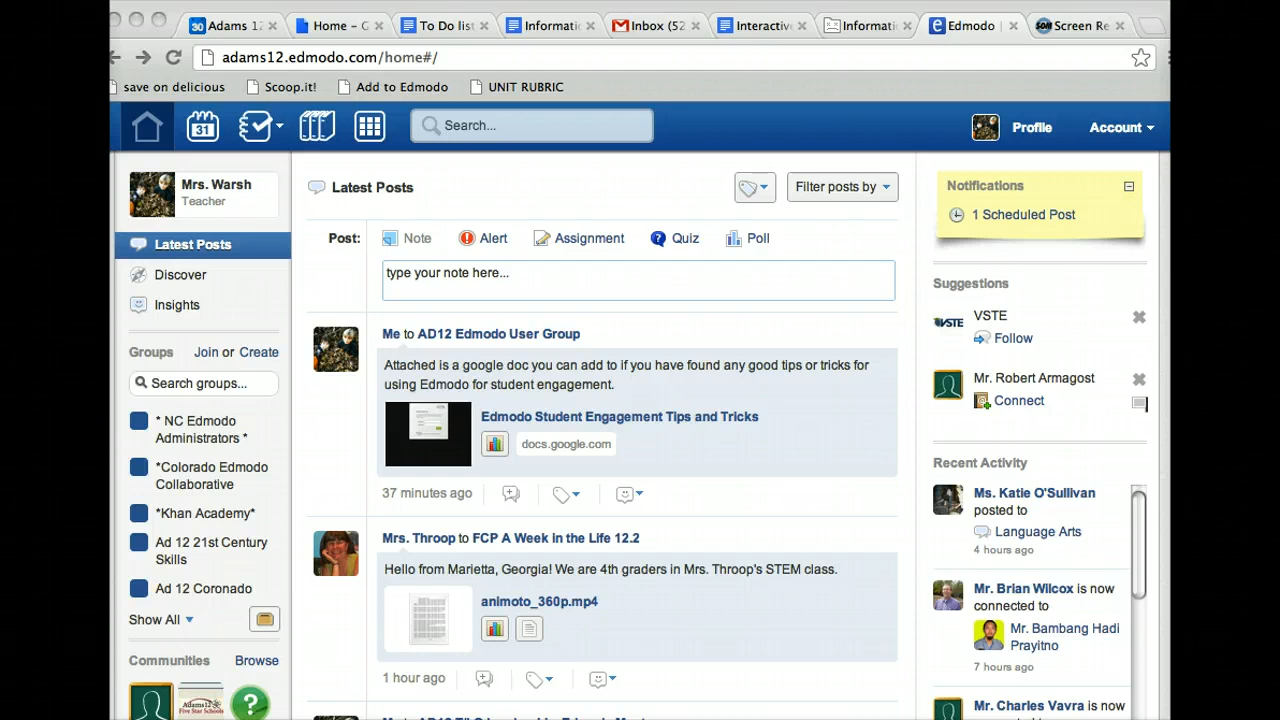 Adams 12
Home – G
To Do list
Informatic
Inbox (52
Interactiv
Informati
Edmodo |
Screen Re
adams12.edmodo.com/home#/
save on delicious
Scoop.it!
Add to Edmodo
UNIT RUBRIC
31
Search...
Profile
Account
Mrs. Warsh
Teacher
Latest Posts
Discover
Insights
Groups
Join or Create
Search groups...
* NC Edmodo
Administrators *
*Colorado Edmodo
Collaborative
*Khan Academy*
Ad 12 21st Century
Skills
Ad 12 Coronado
Show All
Communities
Browse
Adams12
Five Star Schools
?
Latest Posts
Filter posts by
Post:
Note
Alert
Assignment
Quiz
Poll
type your note here...
Me to AD12 Edmodo User Group
Attached is a google doc you can add to if you have found any good tips or tricks for
using Edmodo for student engagement.
Edmodo Student Engagement Tips and Tricks
docs.google.com
37 minutes ago
Mrs. Throop to FCP A Week in the Life 12.2
Hello from Marietta, Georgia! We are 4th graders in Mrs. Throop's STEM class.
animoto_360p.mp4
1 hour ago
Notifications
1 Scheduled Post
Suggestions
VSTE
VSTE
Follow
Mr. Robert Armagost
Connect
Recent Activity
Ms. Katie O'Sullivan
posted to
Language Arts
4 hours ago
Mr. Brian Wilcox is now
connected to
Mr. Bambang Hadi
Prayitno
7 hours ago
Mr. Charles Vavra is now